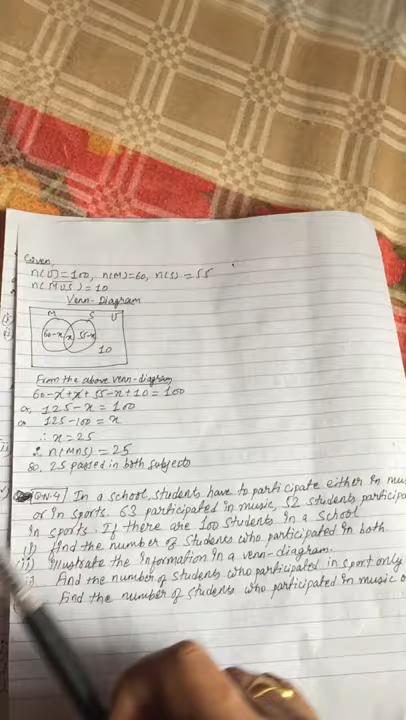 Given,
n(U)=100, n(M)=60, n(S)=55
n(M∪S)=10
Venn-Diagram
M S U
60-x x 55-x
10
From the above venn-diagram
60-x+x+55-x+10=100
or, 125-x=100
or 125-100=x
∴ x=25
∴ n(M∩S)=25
So, 25 passed in both subjects
QN.4] In a school, students have to participate either in mu
or in sports. 63 participated in music, 52 students participa
in sports. If there are 100 students in a school
(i) find the number of students who participated in both.
(ii) Illustrate the information in a venn-diagram.
Find the number of students who participated in sport only
find the number of students who participated in music o